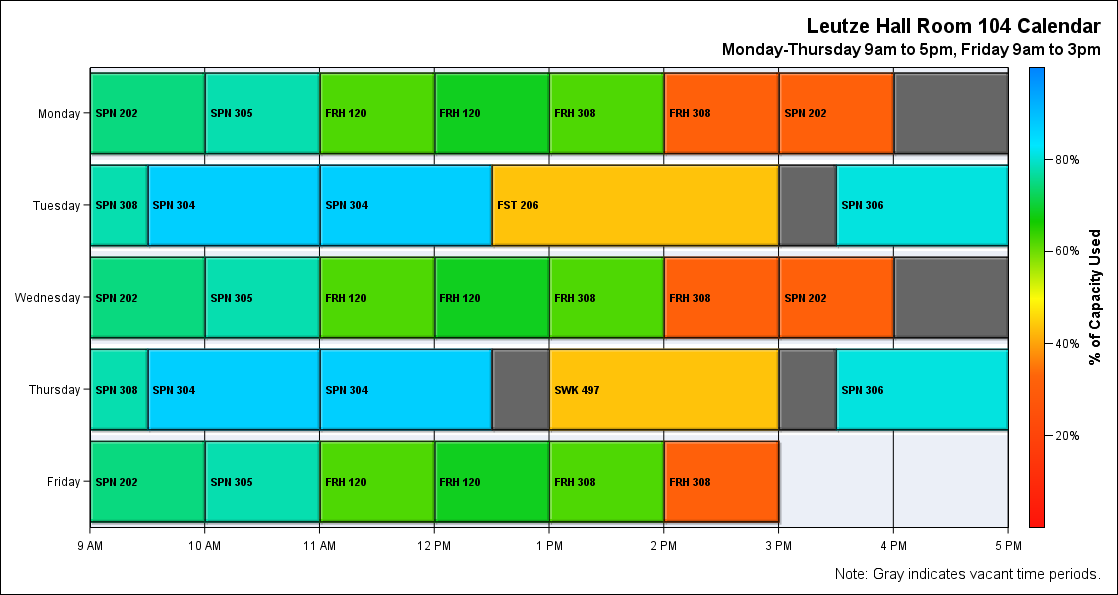 Leutze Hall Room 104 Calendar
Monday-Thursday 9am to 5pm, Friday 9am to 3pm
Monday SPN 202 SPN 305 FRH 120 FRH 120 FRH 308 FRH 308 SPN 202
Tuesday SPN 308 SPN 304 SPN 304 FST 206 SPN 306
Wednesday SPN 202 SPN 305 FRH 120 FRH 120 FRH 308 FRH 308 SPN 202
Thursday SPN 308 SPN 304 SPN 304 SWK 497 SPN 306
Friday SPN 202 SPN 305 FRH 120 FRH 120 FRH 308 FRH 308
9 AM 10 AM 11 AM 12 PM 1 PM 2 PM 3 PM 4 PM 5 PM
80%
60%
40%
20%
% of Capacity Used
Note: Gray indicates vacant time periods.